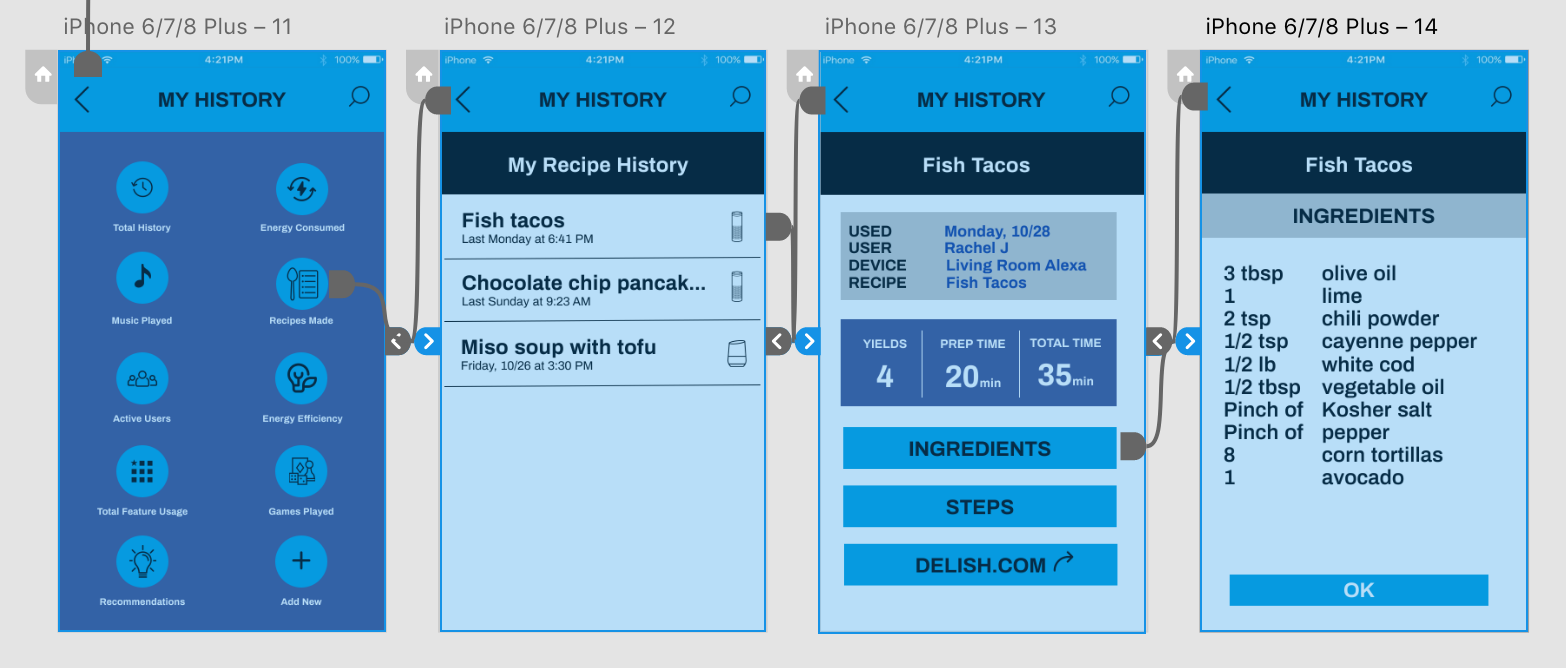 iPhone 6/7/8 Plus – 11
4:21PM
100%
MY HISTORY
Total History
Energy Consumed
Music Played
Recipes Made
Active Users
Energy Efficiency
Total Feature Usage
Games Played
Recommendations
Add New
iPhone 6/7/8 Plus – 12
iPhone
4:21PM
100%
MY HISTORY
My Recipe History
Fish tacos
Last Monday at 6:41 PM
Chocolate chip pancak...
Last Sunday at 9:23 AM
Miso soup with tofu
Friday, 10/26 at 3:30 PM
iPhone 6/7/8 Plus – 13
iPhone
4:21PM
100%
MY HISTORY
Fish Tacos
USED Monday, 10/28
USER Rachel J
DEVICE Living Room Alexa
RECIPE Fish Tacos
YIELDS PREP TIME TOTAL TIME
4 20min 35min
INGREDIENTS
STEPS
DELISH.COM
iPhone 6/7/8 Plus – 14
iPhone
4:21PM
100%
MY HISTORY
Fish Tacos
INGREDIENTS
3 tbsp olive oil
1 lime
2 tsp chili powder
1/2 tsp cayenne pepper
1/2 lb white cod
1/2 tbsp vegetable oil
Pinch of Kosher salt
Pinch of pepper
8 corn tortillas
1 avocado
OK